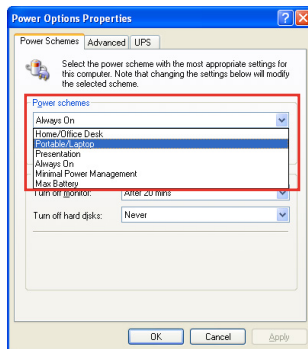 Power Options Properties
Power Schemes Advanced UPS
Select the power scheme with the most appropriate settings for
this computer. Note that changing the settings below will modify
the selected scheme.
Power schemes
Always On
Home/Office Desk
Portable/Laptop
Presentation
Always On
Minimal Power Management
Max Battery
Turn off monitor: After 20 mins
Turn off hard disks: Never
OK Cancel Apply